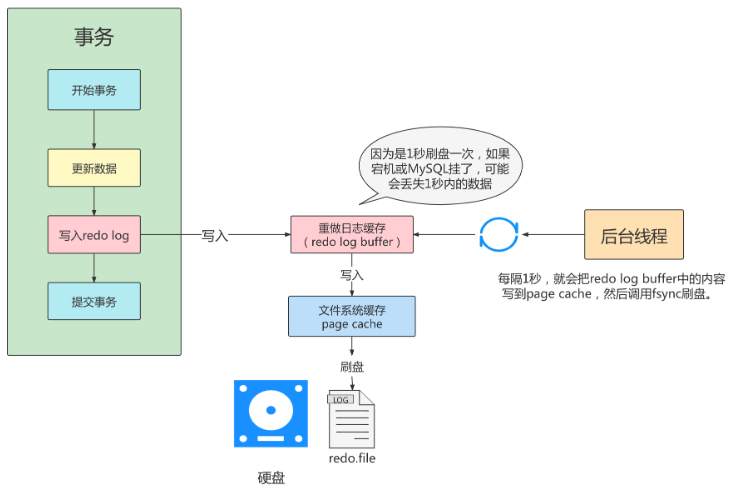 事务
开始事务
更新数据
写入redo log
提交事务
写入
因为是1秒刷盘一次，如果
宕机或MySQL挂了，可能
会丢失1秒内的数据
重做日志缓存
（redo log buffer）
后台线程
每隔1秒，就会把redo log buffer中的内容
写到page cache，然后调用fsync刷盘。
写入
文件系统缓存
page cache
刷盘
LOG
redo.file
硬盘